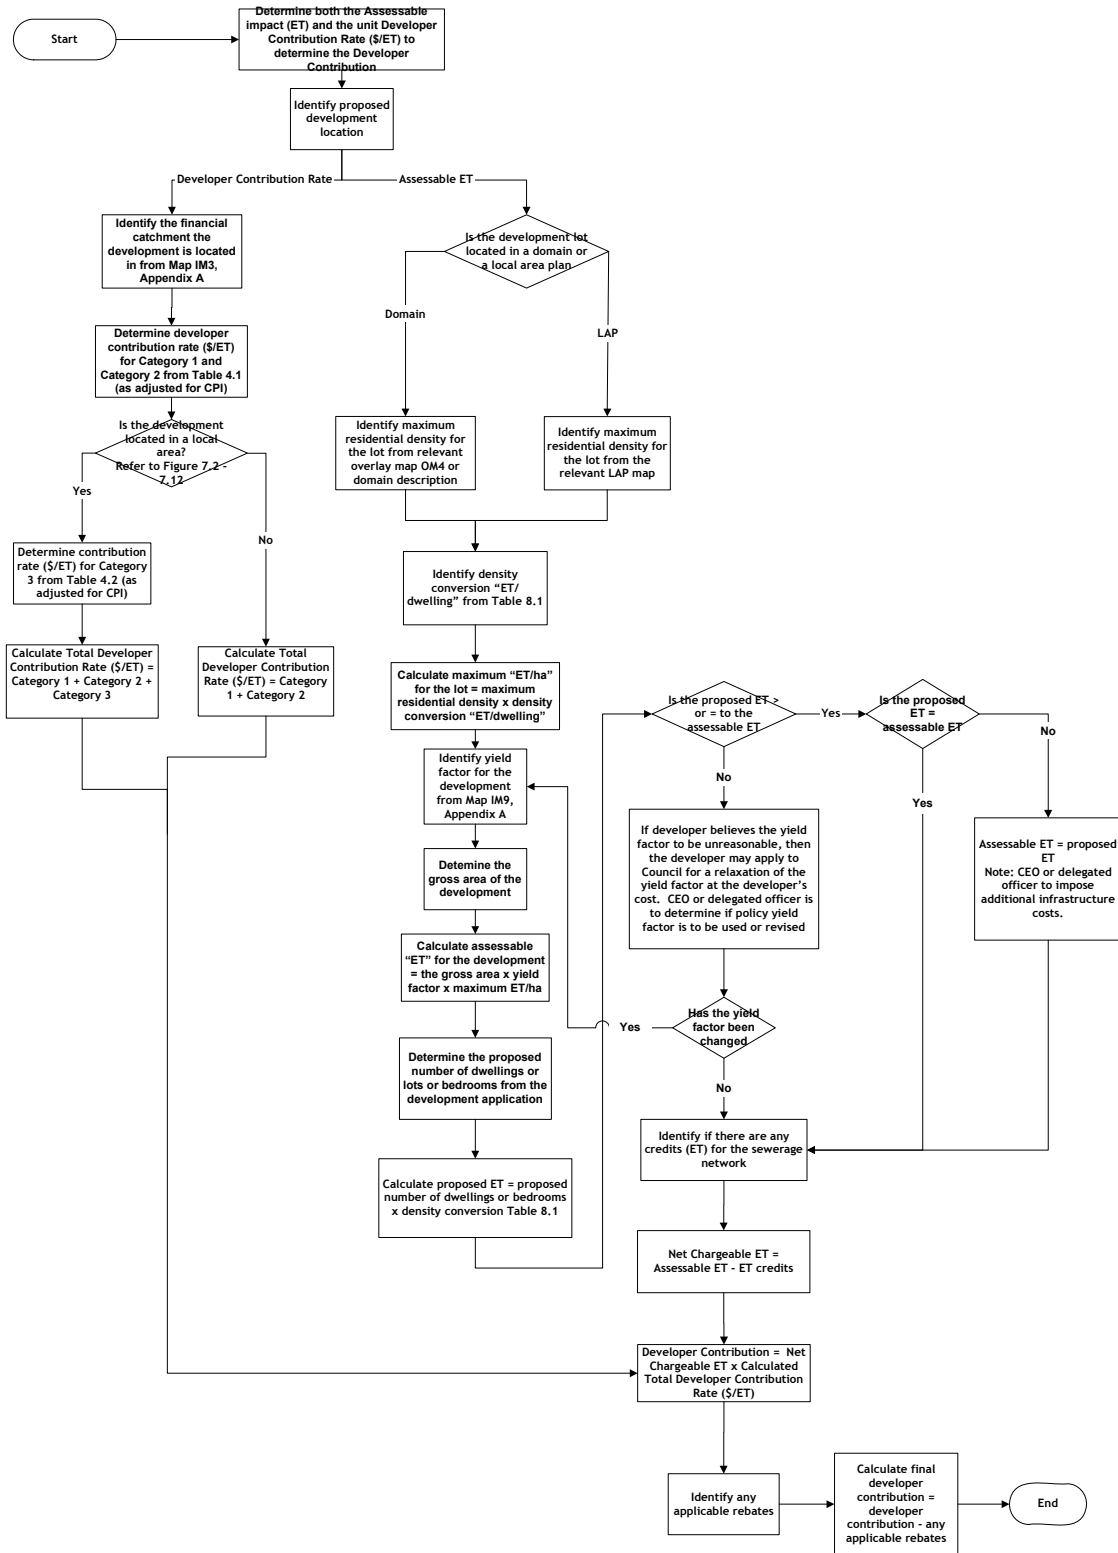 Start
Determine both the Assessable
impact (ET) and the unit Developer
Contribution Rate ($/ET) to
determine the Developer
Contribution
Identify proposed
development
location
Developer Contribution Rate
Assessable ET
Identify the financial
catchment the
development is located
in from Map IM3,
Appendix A
Is the development lot
located in a domain or
a local area plan
Domain
LAP
Determine developer
contribution rate ($/ET)
for Category 1 and
Category 2 from Table 4.1
(as adjusted for CPI)
Is the development
located in a local
area?
Refer to Figure 7.2 -
7.12
Yes
No
Determine contribution
rate ($/ET) for Category
3 from Table 4.2 (as
adjusted for CPI)
Calculate Total Developer
Contribution Rate ($/ET) =
Category 1 + Category 2 +
Category 3
Calculate Total
Developer Contribution
Rate ($/ET) = Category
1 + Category 2
Identify maximum
residential density for
the lot from relevant
overlay map OM4 or
domain description
Identify maximum
residential density for
the lot from the
relevant LAP map
Identify density
conversion “ET/
dwelling” from Table 8.1
Calculate maximum “ET/ha”
for the lot = maximum
residential density x density
conversion “ET/dwelling”
Identify yield
factor for the
development
from Map IM9,
Appendix A
Detemine the
gross area of the
development
Calculate assessable
“ET” for the development
= the gross area x yield
factor x maximum ET/ha
Determine the proposed
number of dwellings or
lots or bedrooms from the
development application
Calculate proposed ET = proposed
number of dwellings or bedrooms
x density conversion Table 8.1
Is the proposed ET >
or = to the
assessable ET
Yes
Is the proposed
ET =
assessable ET
No
No
Yes
If developer believes the yield
factor to be unreasonable, then
the developer may apply to
Council for a relaxation of the
yield factor at the developer’s
cost. CEO or delegated officer is
to determine if policy yield
factor is to be used or revised
Assessable ET = proposed
ET
Note: CEO or delegated
officer to impose
additional infrastructure
costs.
Has the yield
factor been
changed
Yes
No
Identify if there are any
credits (ET) for the sewerage
network
Net Chargeable ET =
Assessable ET - ET credits
Developer Contribution = Net
Chargeable ET x Calculated
Total Developer Contribution
Rate ($/ET)
Identify any
applicable rebates
Calculate final
developer
contribution =
developer
contribution - any
applicable rebates
End